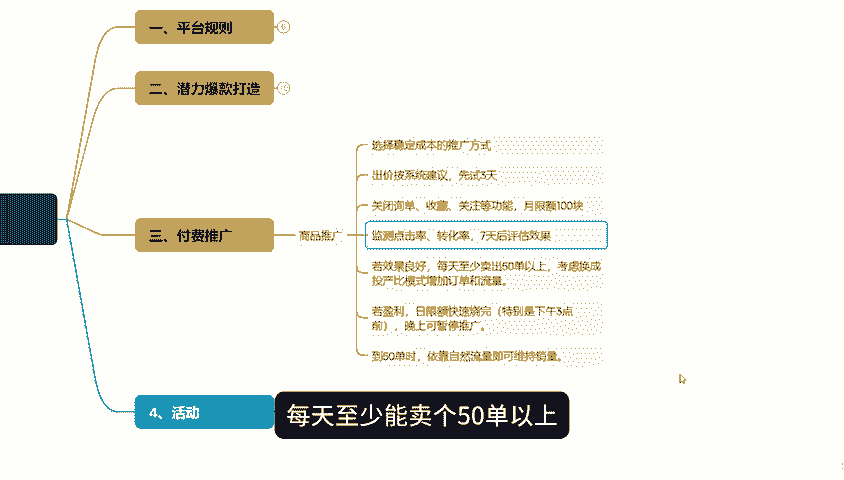 一、平台规则
二、潜力爆款打造
选择稳定成本的推广方式
出价按系统建议，先试3天
关闭询单、收藏、关注等功能，月限额100块
三、付费推广
商品推广
监测点击率、转化率，7天后评估效果
若效果良好，每天至少卖出50单以上，考虑换成
投产比模式增加订单和流量。
若盈利，日限额快速烧完（特别是下午3点
前），晚上可暂停推广。
到50单时，依靠自然流量即可维持销量。
4、活动
每天至少能卖个50单以上